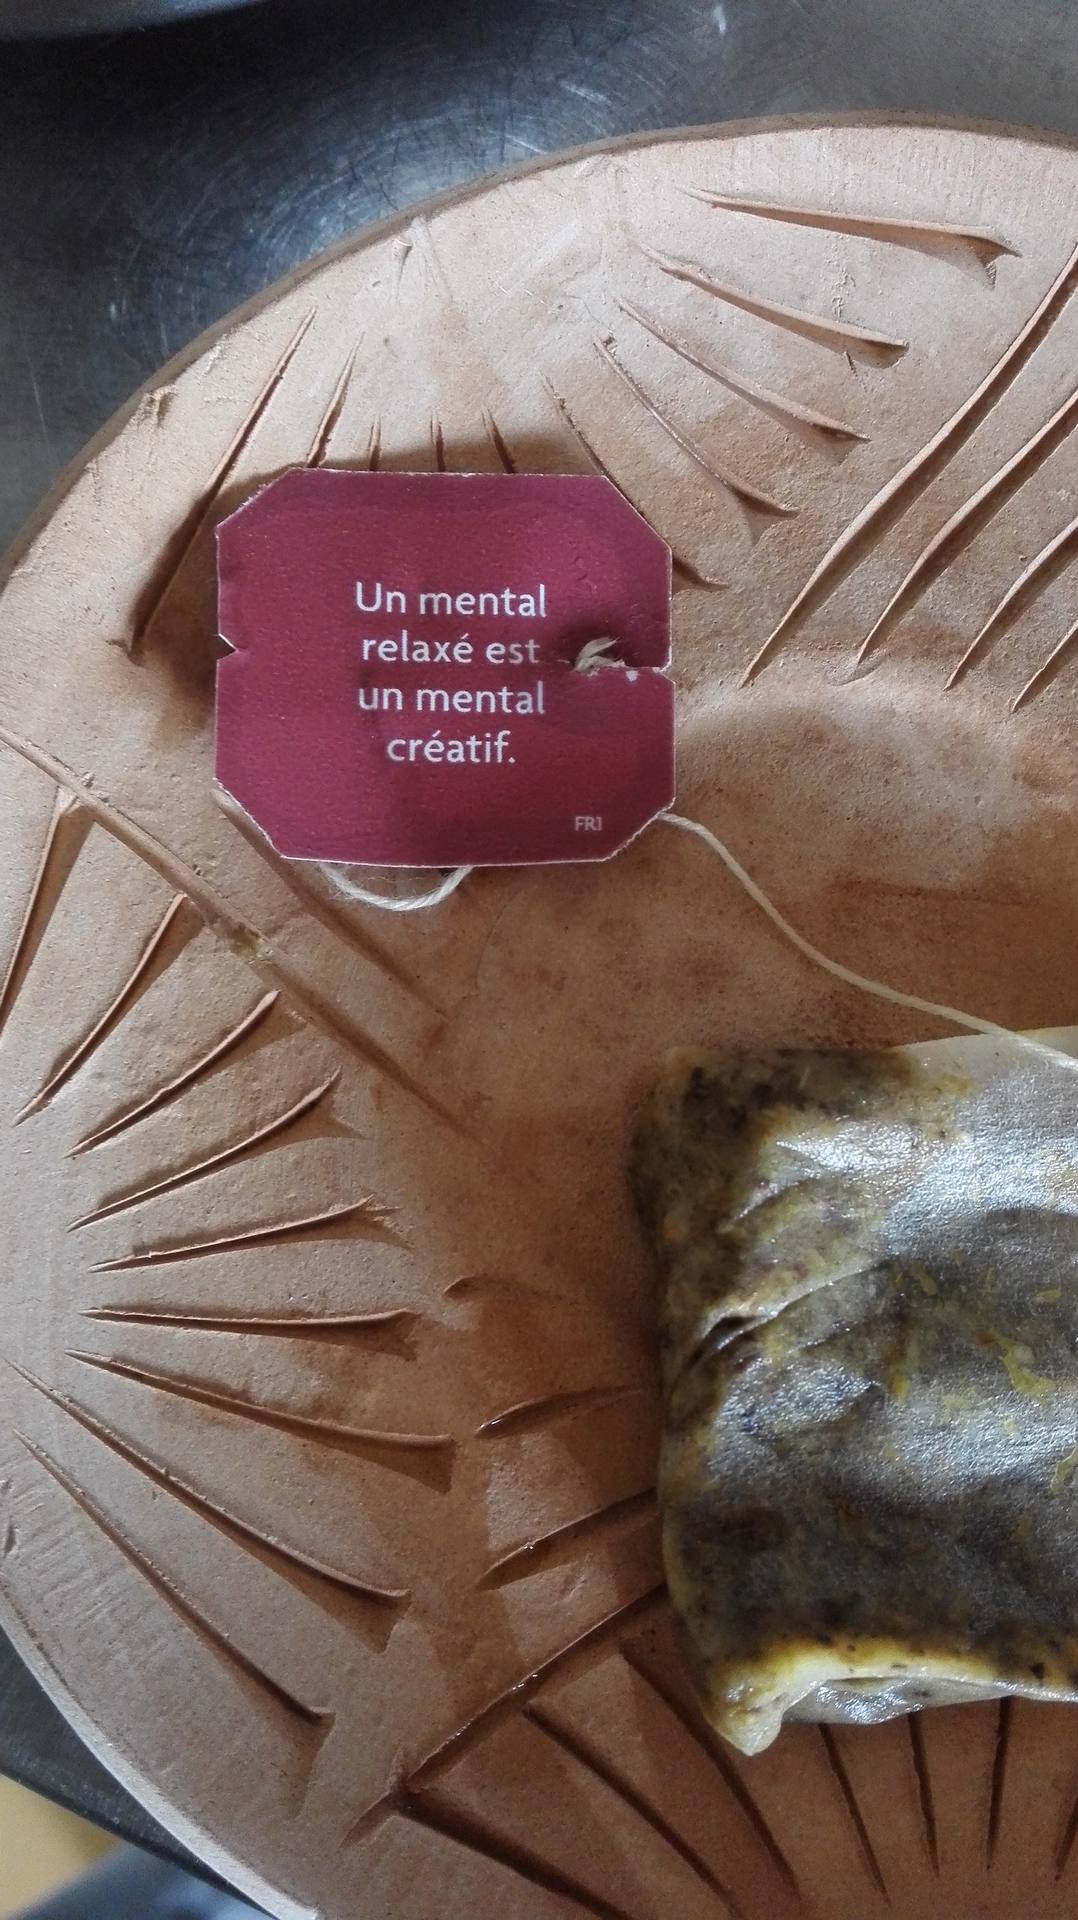 Un mental
relaxé est
un mental
créatif.
FR1